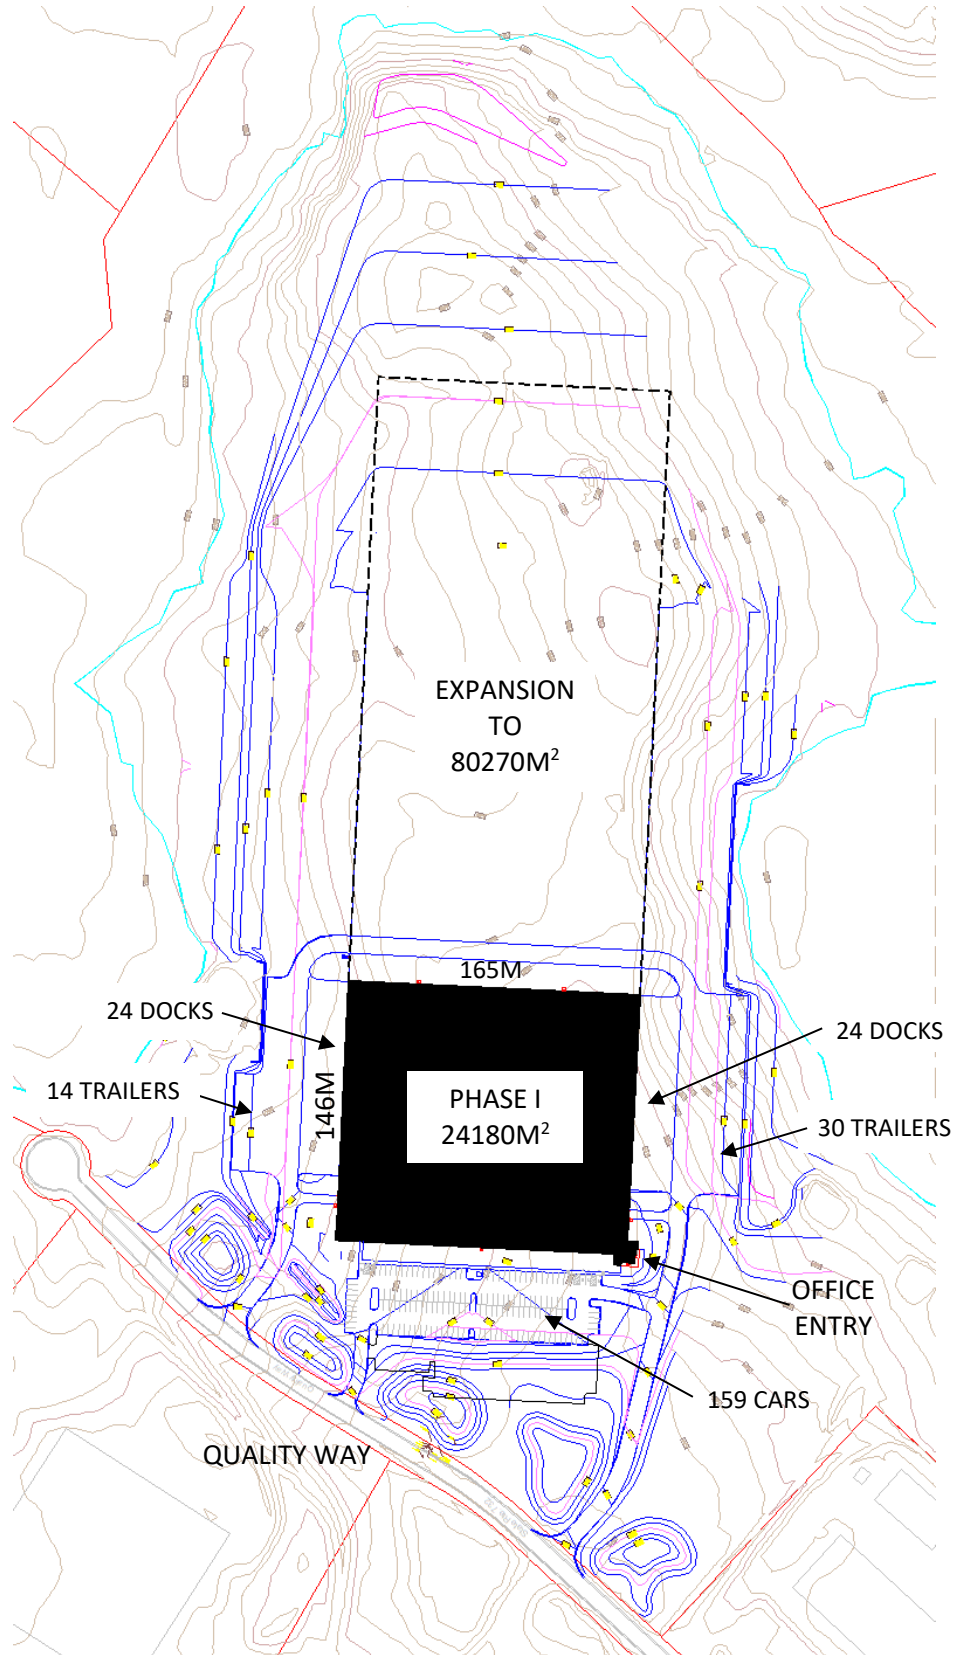 EXPANSION
TO
80270M²
165M
24 DOCKS
24 DOCKS
14 TRAILERS
146M
PHASE I
24180M²
30 TRAILERS
OFFICE
ENTRY
159 CARS
QUALITY WAY